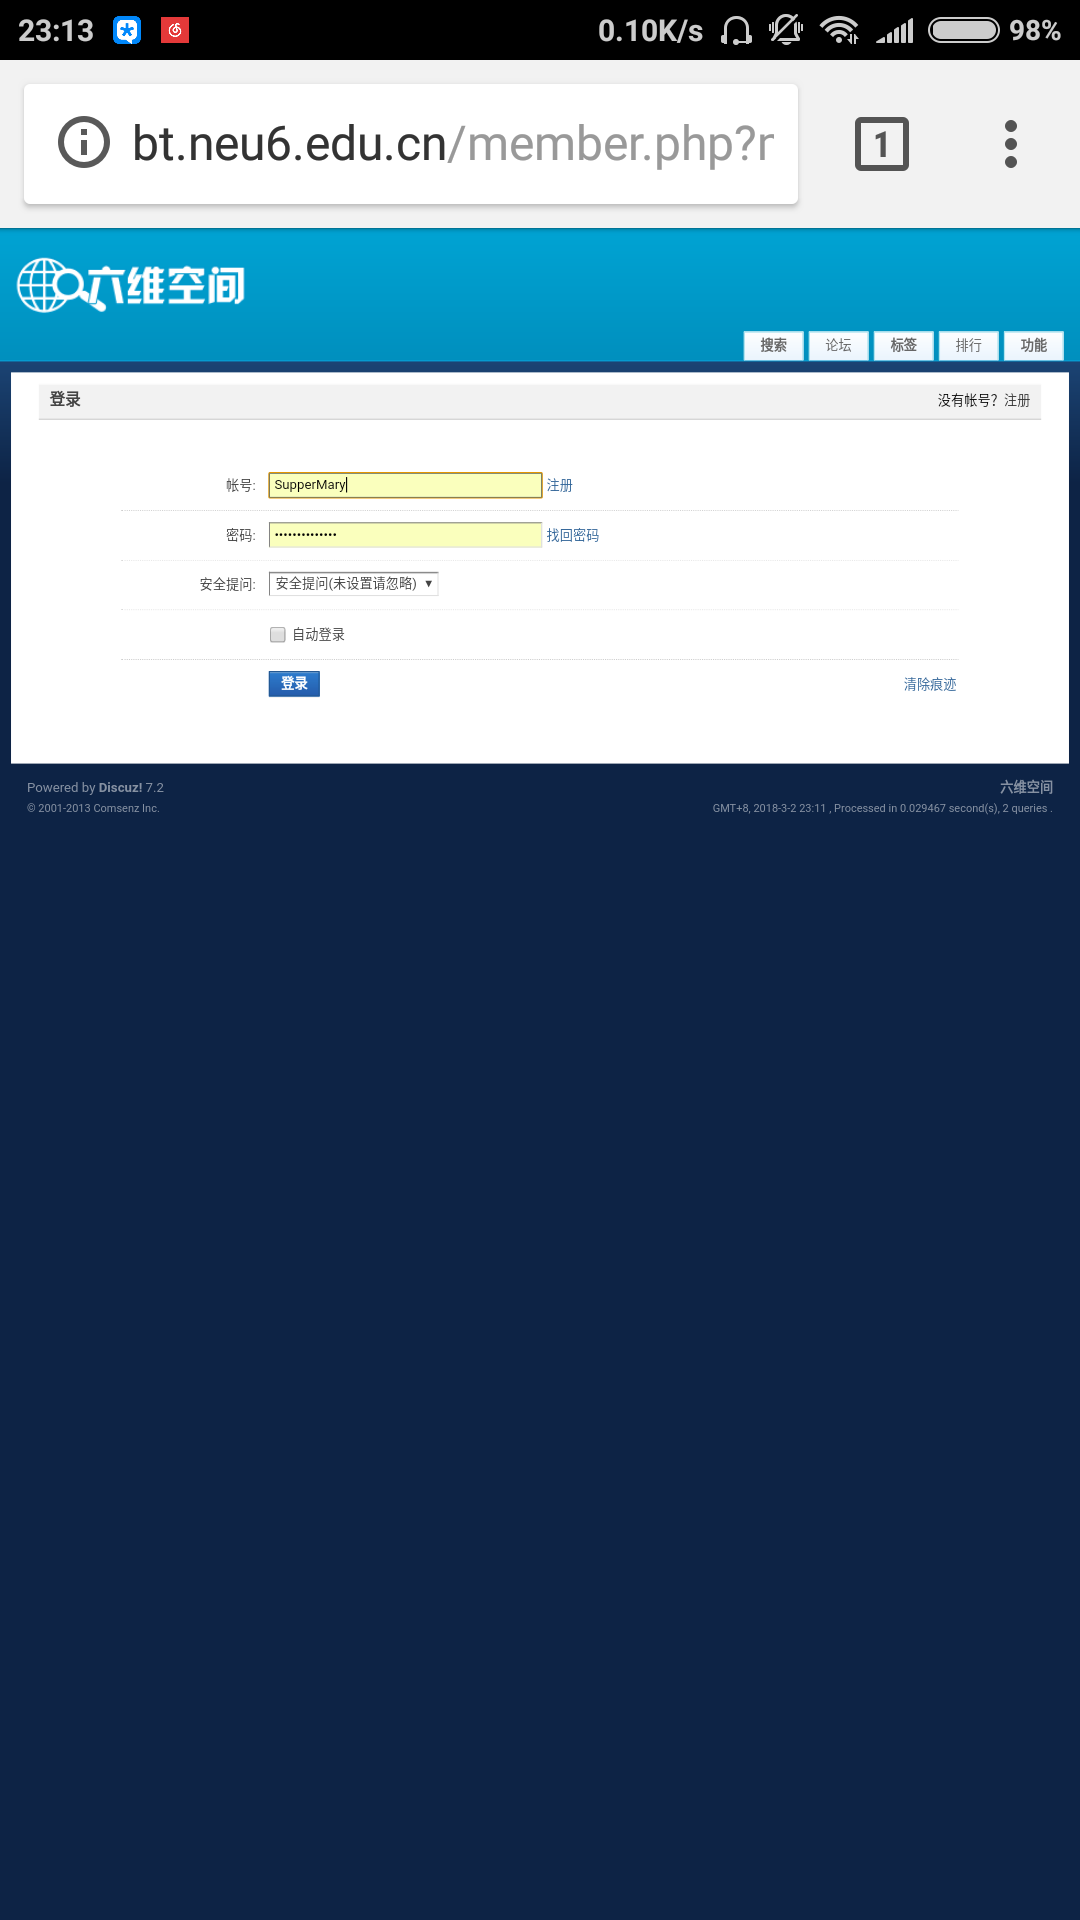 23:13 0.10K/s 98%
bt.neu6.edu.cn/member.php?r
1
六维空间
搜索 论坛 标签 排行 功能
登录 没有帐号？注册
帐号: SupperMary 注册
密码: •••••••••••••• 找回密码
安全提问: 安全提问(未设置请忽略) ▼
自动登录
登录 清除痕迹
Powered by Discuz! 7.2 六维空间
© 2001-2013 Comsenz Inc. GMT+8, 2018-3-2 23:11 , Processed in 0.029467 second(s), 2 queries .